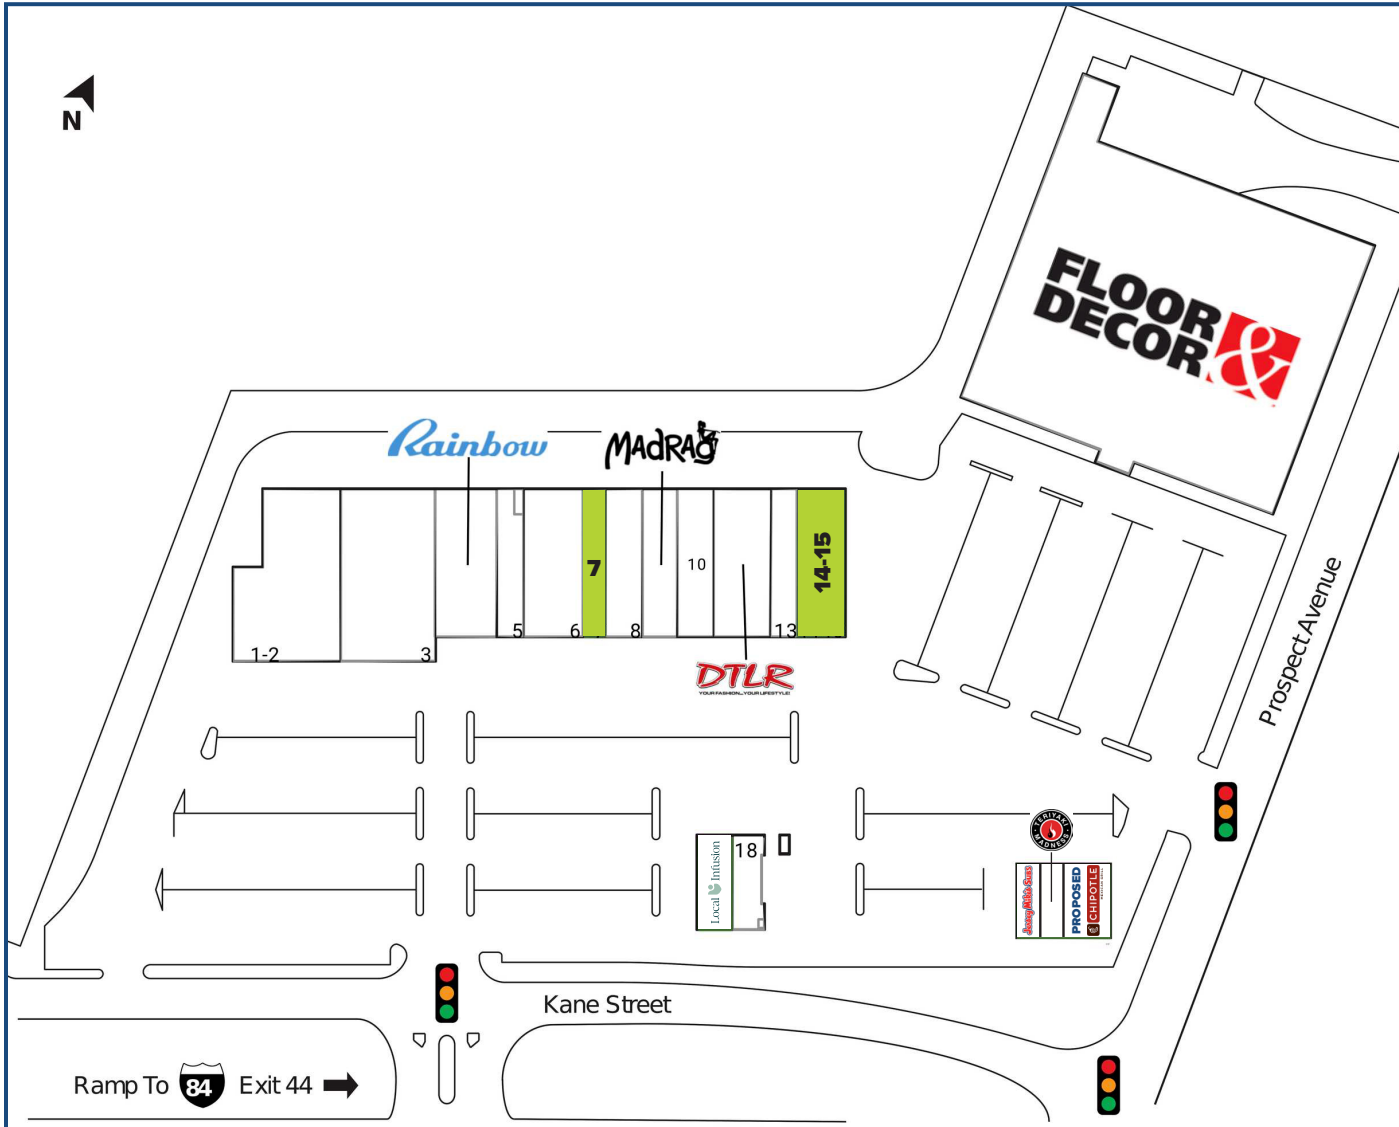 N
FLOOR
& DECOR
Rainbow
MADRAG
7
10
14-15
1-2
3
5
6
8
13
DTLR
YOUR FASHION...YOUR LIFESTYLE!
Prospect Avenue
TERIYAKI
MADNESS
Local Infusion
18
Jersey Mike's Subs
PROPOSED
CHIPOTLE
Kane Street
Ramp To 84 Exit 44